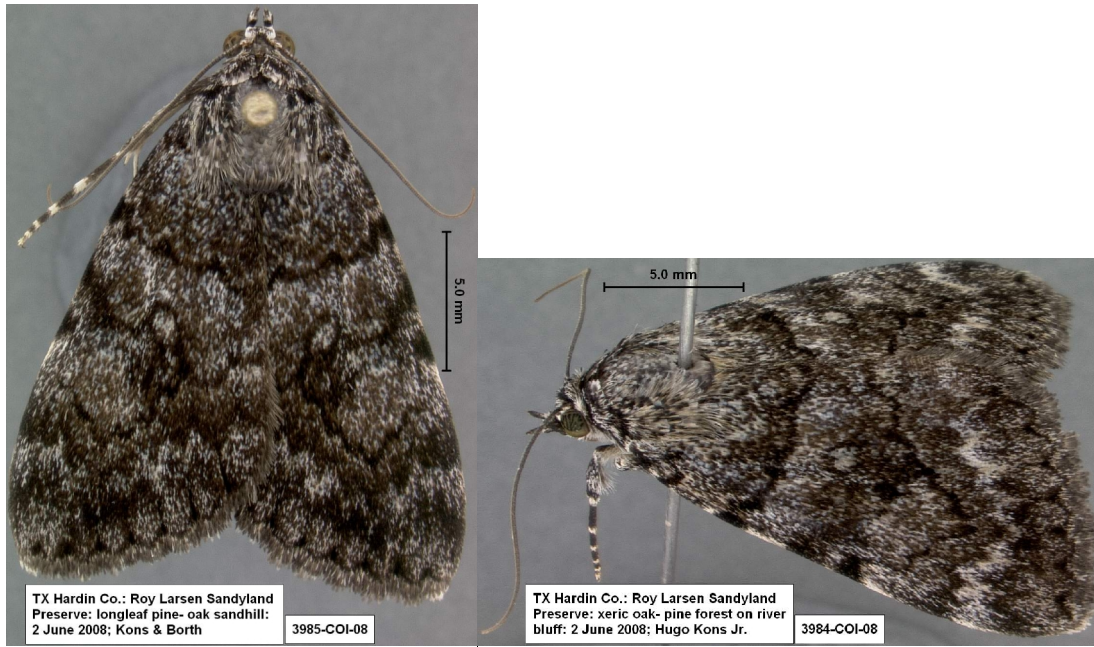 5.0 mm
5.0 mm
TX Hardin Co.: Roy Larsen Sandyland
Preserve: longleaf pine- oak sandhill:
2 June 2008; Kons & Borth
3985-COI-08
TX Hardin Co.: Roy Larsen Sandyland
Preserve: xeric oak- pine forest on river
bluff: 2 June 2008; Hugo Kons Jr.
3984-COI-08